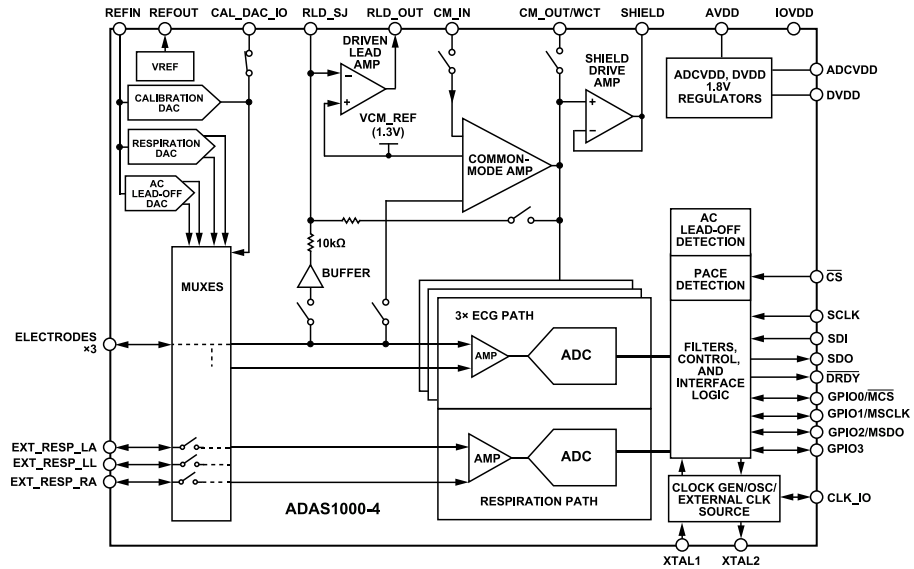 REFIN REFOUT CAL_DAC_IO RLD_SJ RLD_OUT CM_IN CM_OUT/WCT SHIELD AVDD IOVDD
VREF
CALIBRATION
DAC
RESPIRATION
DAC
AC
LEAD-OFF
DAC
DRIVEN
LEAD
AMP
–
+
VCM_REF
(1.3V)
COMMON-
MODE AMP
SHIELD
DRIVE
AMP
+
–
ADCVDD, DVDD
1.8V
REGULATORS
ADCVDD
DVDD
10kΩ
BUFFER
MUXES
AC
LEAD-OFF
DETECTION
PACE
DETECTION
FILTERS,
CONTROL,
AND
INTERFACE
LOGIC
3× ECG PATH
AMP
ADC
AMP
ADC
RESPIRATION PATH
ELECTRODES
×3
EXT_RESP_LA
EXT_RESP_LL
EXT_RESP_RA
ADAS1000-4
CS
SCLK
SDI
SDO
DRDY
GPIO0/MCS
GPIO1/MSCLK
GPIO2/MSDO
GPIO3
CLOCK GEN/OSC/
EXTERNAL CLK
SOURCE
CLK_IO
XTAL1 XTAL2